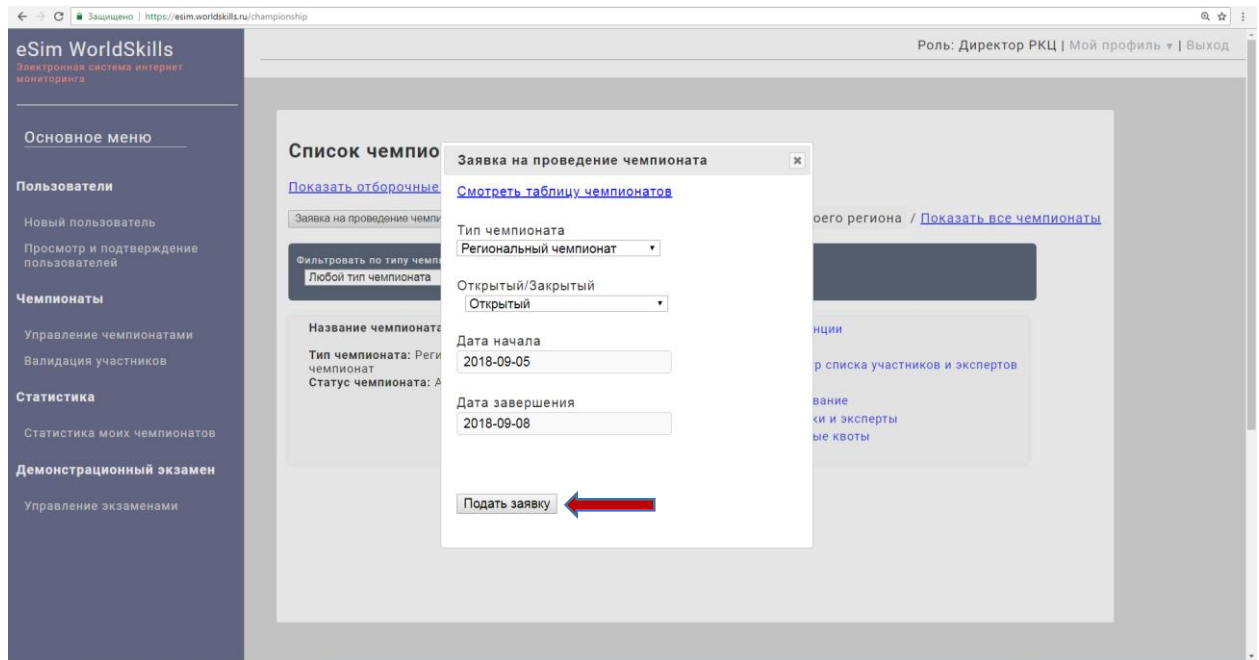 Защищено | https://esim.worldskills.ru/championship
eSim WorldSkills
Электронная система интернет
мониторинга
Роль: Директор РКЦ | Мой профиль ▾ | Выход
Основное меню
Пользователи
Новый пользователь
Просмотр и подтверждение
пользователей
Чемпионаты
Управление чемпионатами
Валидация участников
Статистика
Статистика моих чемпионатов
Демонстрационный экзамен
Управление экзаменами
Список чемпио
Показать отборочные
Заявка на проведение чемпи
оего региона / Показать все чемпионаты
Фильтровать по типу чемп
Любой тип чемпионата
Название чемпионата
Тип чемпионата: Реги
чемпионат
Статус чемпионата: А
нции
р списка участников и экспертов
вание
ки и эксперты
ые квоты
Заявка на проведение чемпионата
Смотреть таблицу чемпионатов
Тип чемпионата
Региональный чемпионат
Открытый/Закрытый
Открытый
Дата начала
2018-09-05
Дата завершения
2018-09-08
Подать заявку